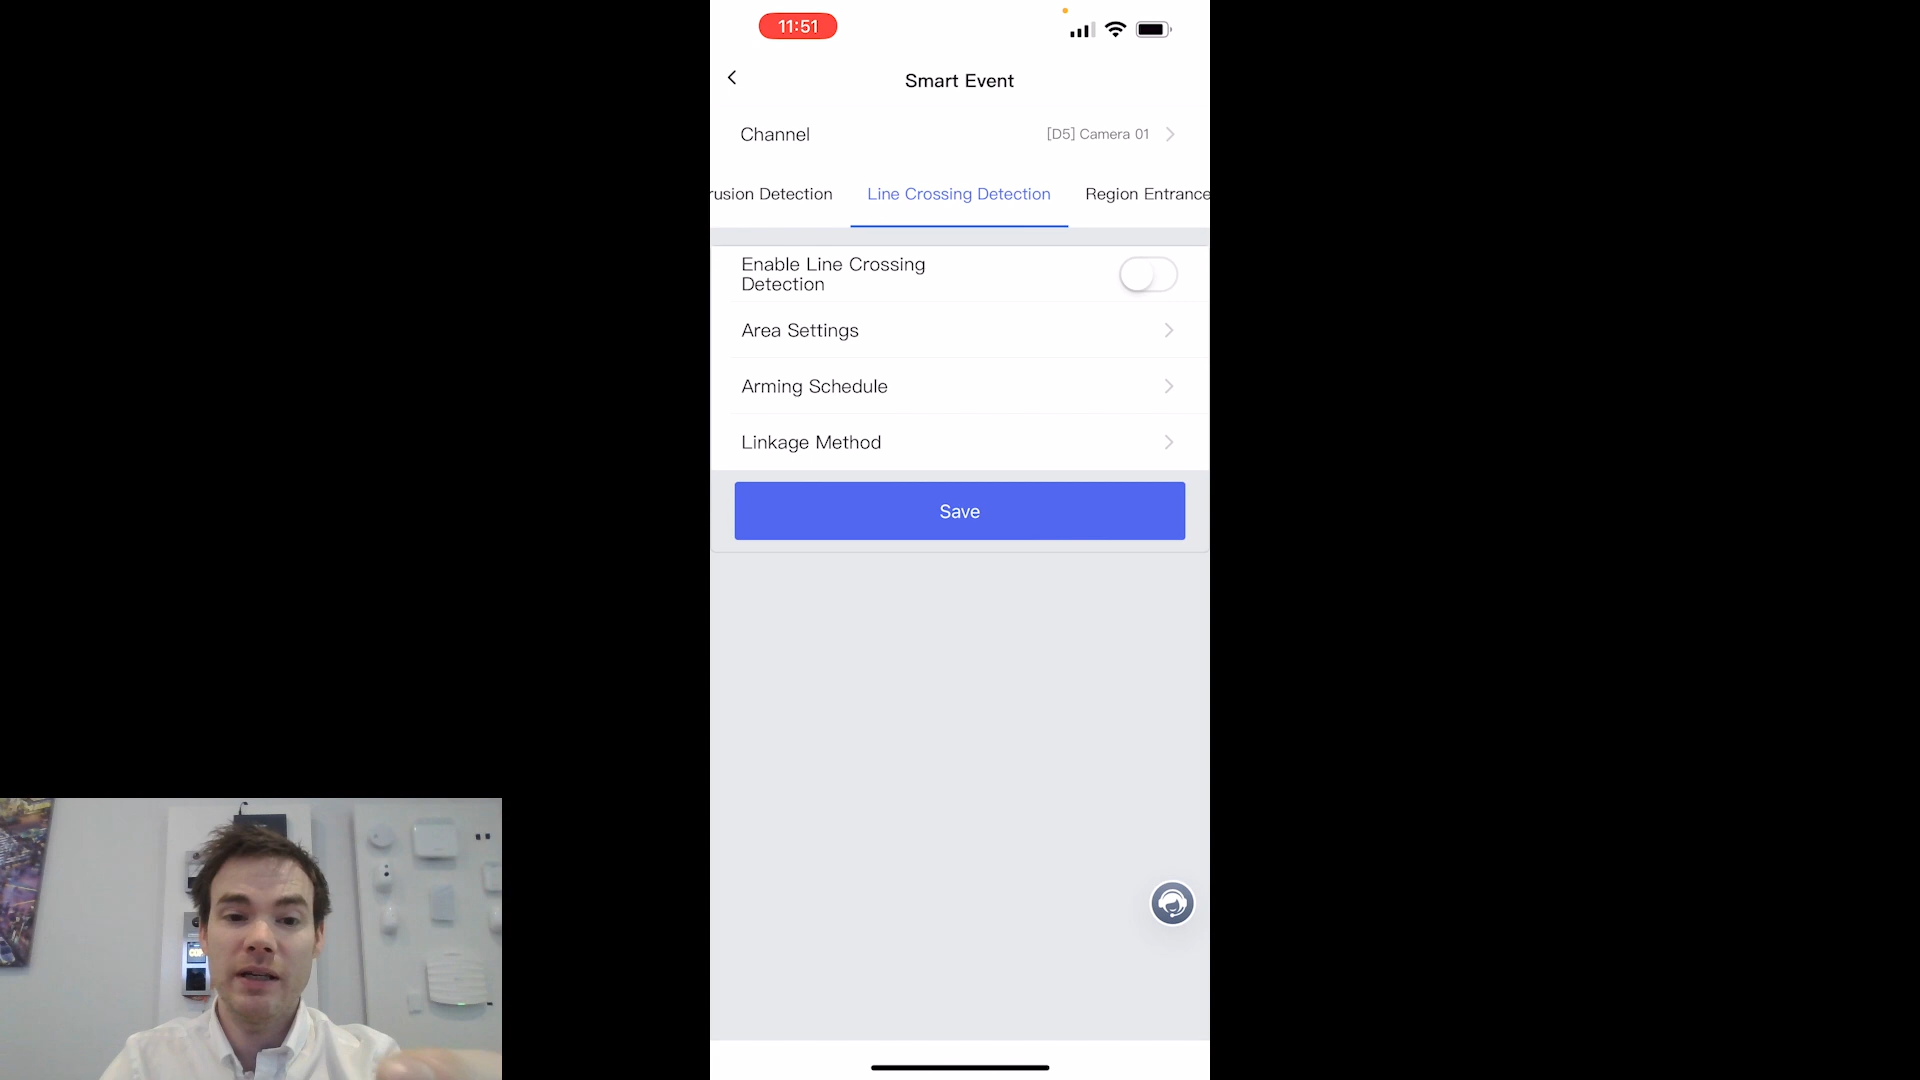 11:51
Smart Event
Channel
[D5] Camera 01
rusion Detection
Line Crossing Detection
Region Entrance
Enable Line Crossing
Detection
Area Settings
Arming Schedule
Linkage Method
Save